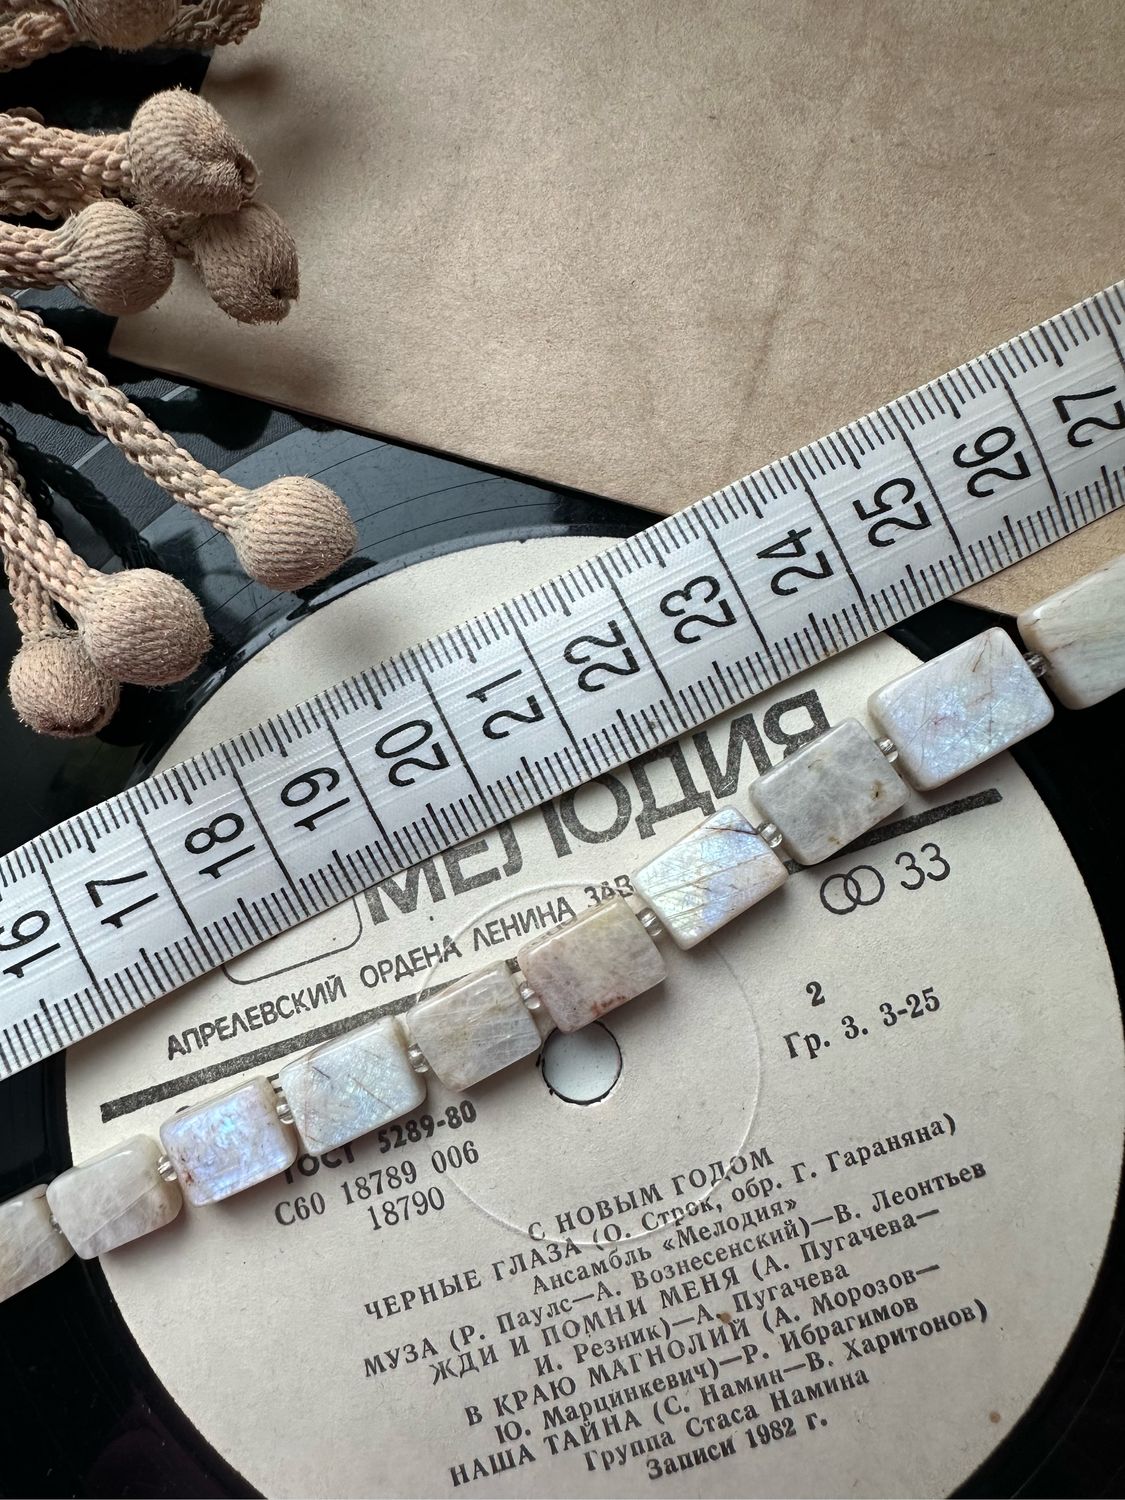 16 17 18 19 20 21 22 23 24 25 26 27
МЕЛОДИЯ
АПРЕЛЕВСКИЙ ОРДЕНА ЛЕНИНА ЗАВ
33
ГОСТ 5289-80
С60 18789 006
18790
2
Гр. 3. 3-25
С НОВЫМ ГОДОМ
ЧЕРНЫЕ ГЛАЗА (О. Строк, обр. Г. Гараняна)
Ансамбль «Мелодия»
МУЗА (Р. Паулс—А. Вознесенский)—В. Леонтьев
ЖДИ И ПОМНИ МЕНЯ (А. Пугачева—
И. Резник)—А. Пугачева
В КРАЮ МАГНОЛИЙ (А. Морозов—
Ю. Марцинкевич)—Р. Ибрагимов
НАША ТАЙНА (С. Намин—В. Харитонов)
Группа Стаса Намина
Записи 1982 г.